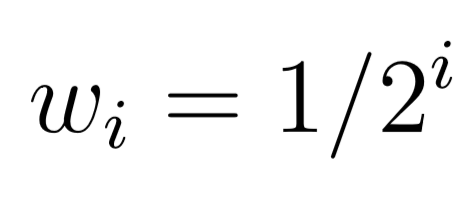 w_i = 1/2^i